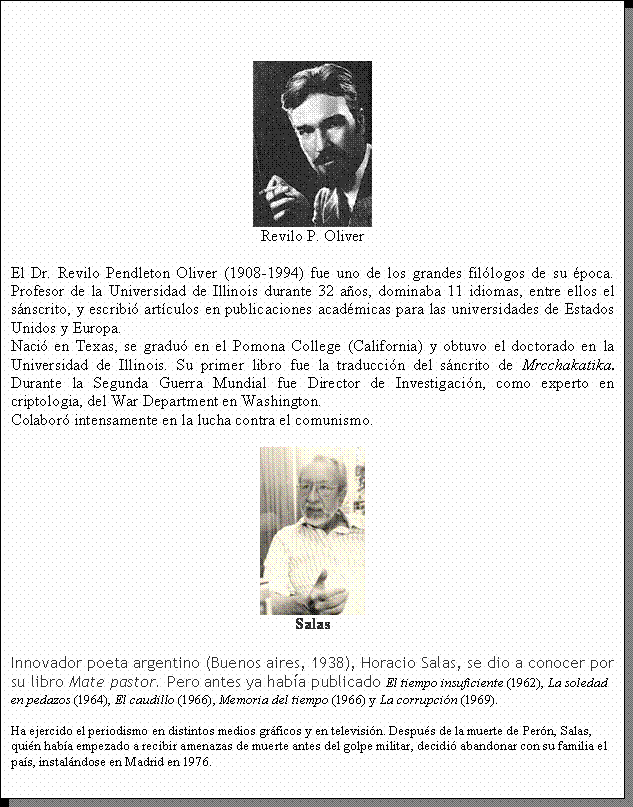 Revilo P. Oliver
El Dr. Revilo Pendleton Oliver (1908-1994) fue uno de los grandes filólogos de su época.
Profesor de la Universidad de Illinois durante 32 años, dominaba 11 idiomas, entre ellos el
sánscrito, y escribió artículos en publicaciones académicas para las universidades de Estados
Unidos y Europa.
Nació en Texas, se graduó en el Pomona College (California) y obtuvo el doctorado en la
Universidad de Illinois. Su primer libro fue la traducción del sáncrito de Mrcchakatika.
Durante la Segunda Guerra Mundial fue Director de Investigación, como experto en
criptologia, del War Department en Washington.
Colaboró intensamente en la lucha contra el comunismo.
Salas
Innovador poeta argentino (Buenos aires, 1938), Horacio Salas, se dio a conocer por
su libro Mate pastor. Pero antes ya había publicado El tiempo insuficiente (1962), La soledad
en pedazos (1964), El caudillo (1966), Memoria del tiempo (1966) y La corrupción (1969).
Ha ejercido el periodismo en distintos medios gráficos y en televisión. Después de la muerte de Perón, Salas,
quién había empezado a recibir amenazas de muerte antes del golpe militar, decidió abandonar con su familia el
país, instalándose en Madrid en 1976.